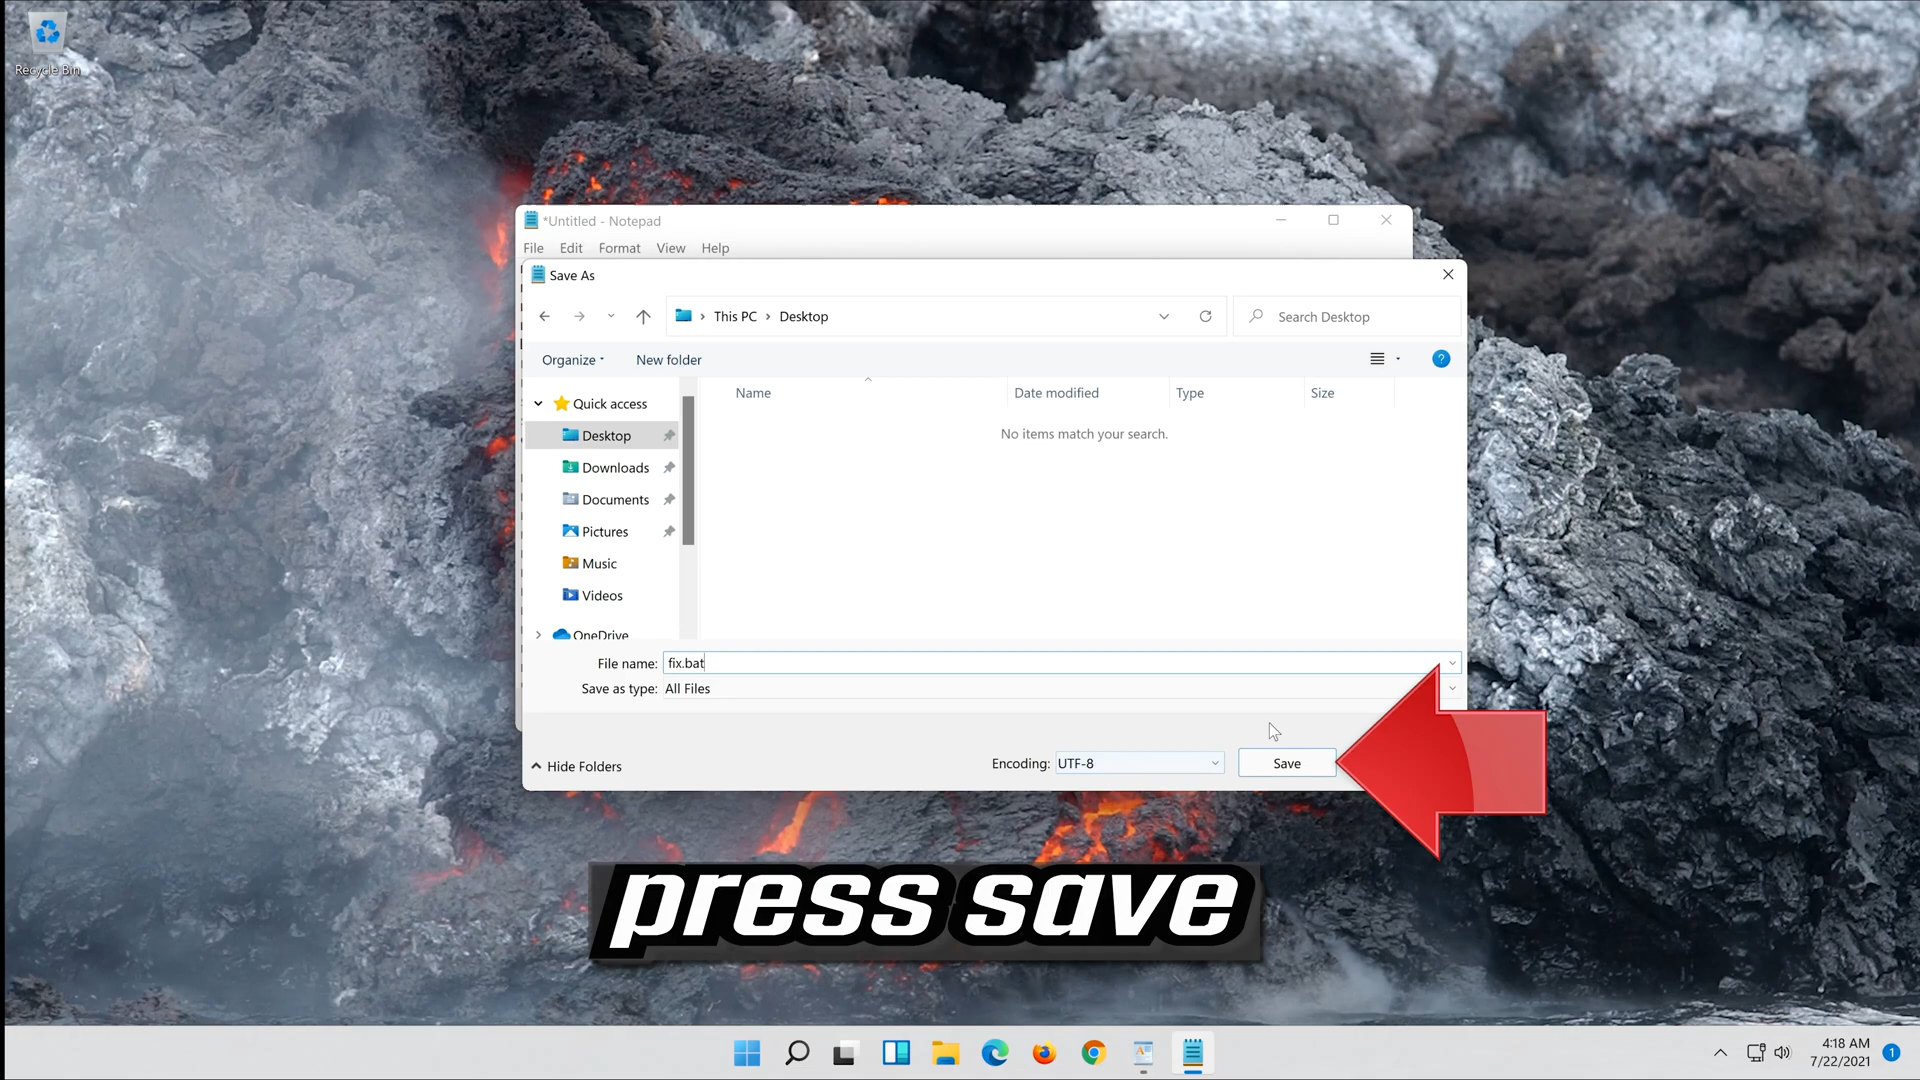 Recycle Bin
*Untitled - Notepad
File Edit Format View Help
Save As
This PC > Desktop
Search Desktop
Organize
New folder
?
Name Date modified Type Size
No items match your search.
Quick access
Desktop
Downloads
Documents
Pictures
Music
Videos
OneDrive
File name: fix.bat
Save as type: All Files
Hide Folders
Encoding: UTF-8
Save
press save
4:18 AM
7/22/2021
1